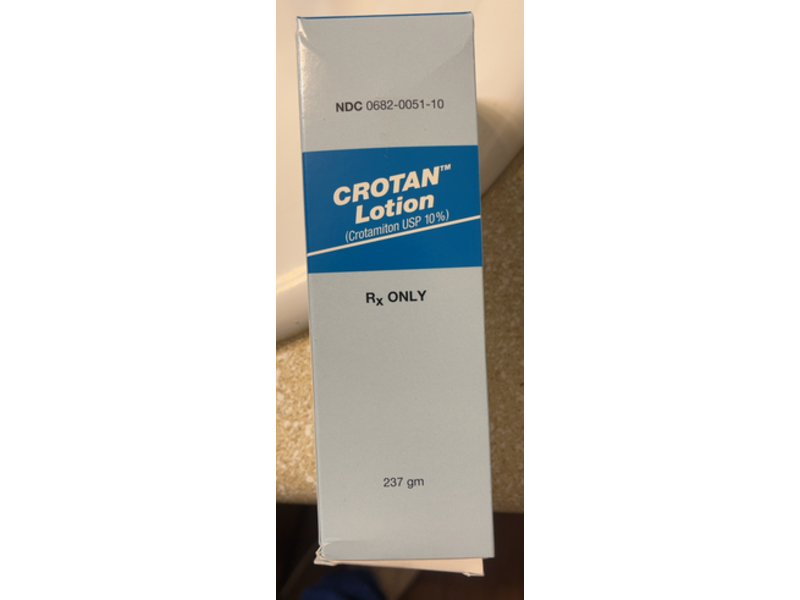 NDC 0682-0051-10
CROTAN™
Lotion
(Crotamiton USP 10%)
Rx ONLY
237 gm